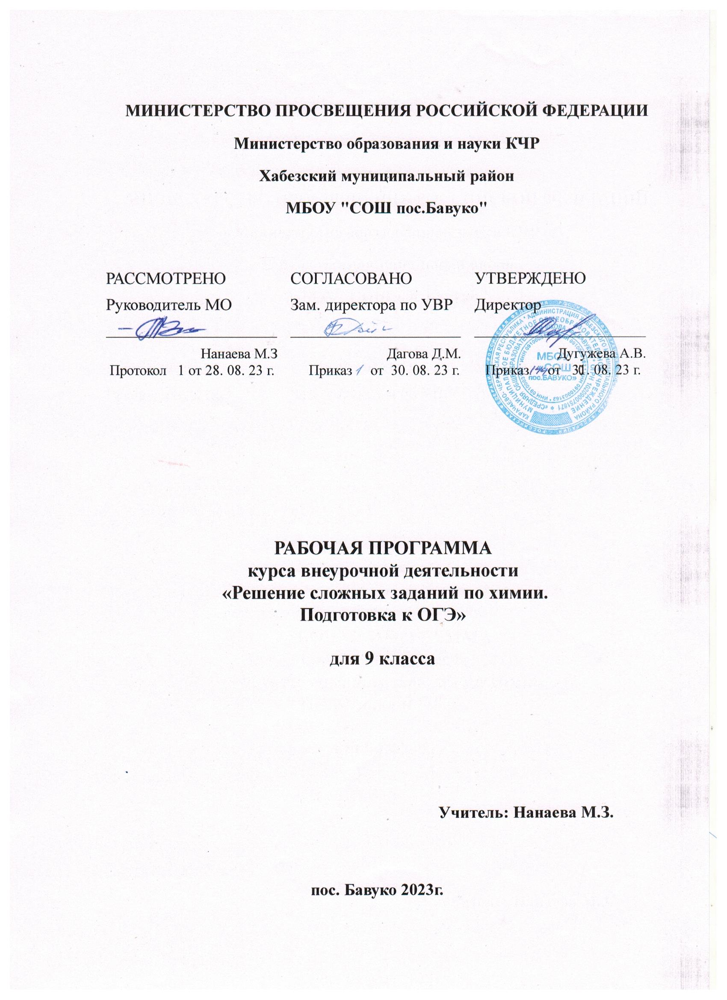 МИНИСТЕРСТВО ПРОСВЕЩЕНИЯ РОССИЙСКОЙ ФЕДЕРАЦИИ
Министерство образования и науки КЧР
Хабезский муниципальный район
МБОУ "СОШ пос.Бавуко"
РАССМОТРЕНО
Руководитель МО
Нанаева М.З
Протокол 1 от 28. 08. 23 г.
СОГЛАСОВАНО
Зам. директора по УВР
Дагова Д.М.
Приказ 1 от 30. 08. 23 г.
УТВЕРЖДЕНО
Директор
Дугужева А.В.
Приказ 144 от 08. 23 г.
МБОУ
«СОШ
пос.БАВУКО»
РАБОЧАЯ ПРОГРАММА
курса внеурочной деятельности
«Решение сложных заданий по химии.
Подготовка к ОГЭ»
для 9 класса
Учитель: Нанаева М.З.
пос. Бавуко 2023г.